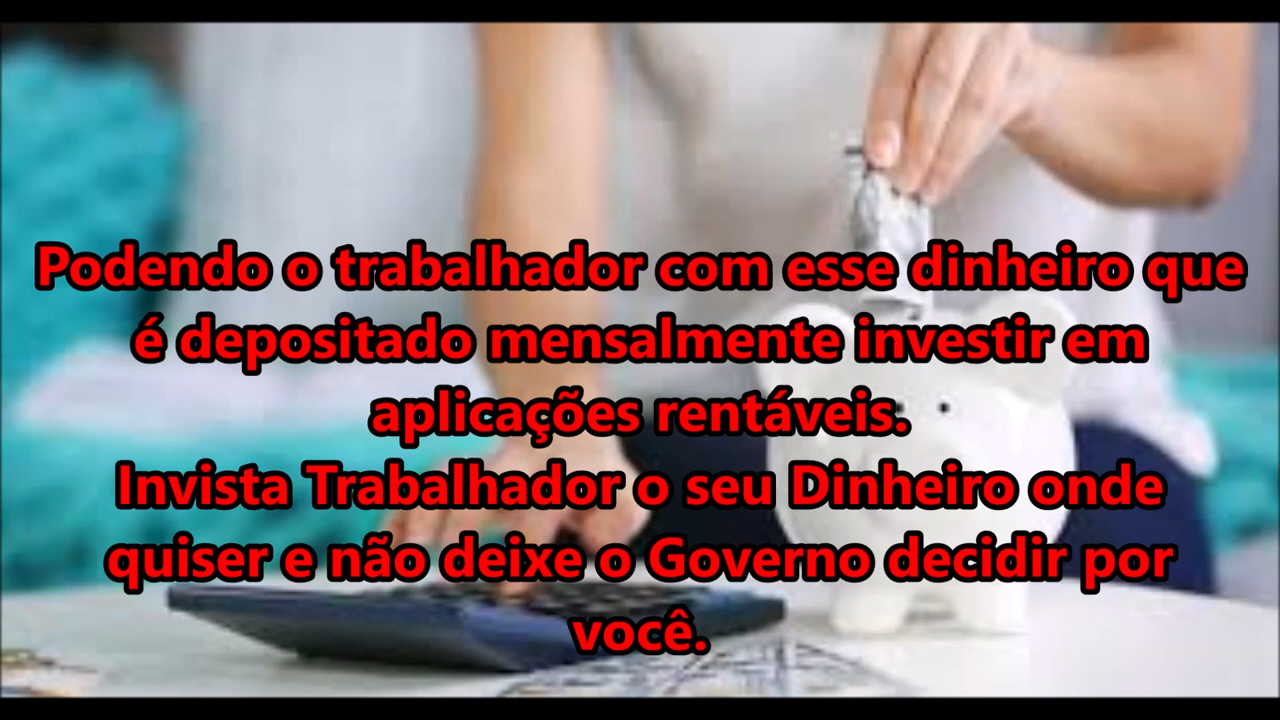 Podendo o trabalhador com esse dinheiro que
é depositado mensalmente investir em
aplicações rentáveis.
Invista Trabalhador o seu Dinheiro onde
quiser e não deixe o Governo decidir por
você.